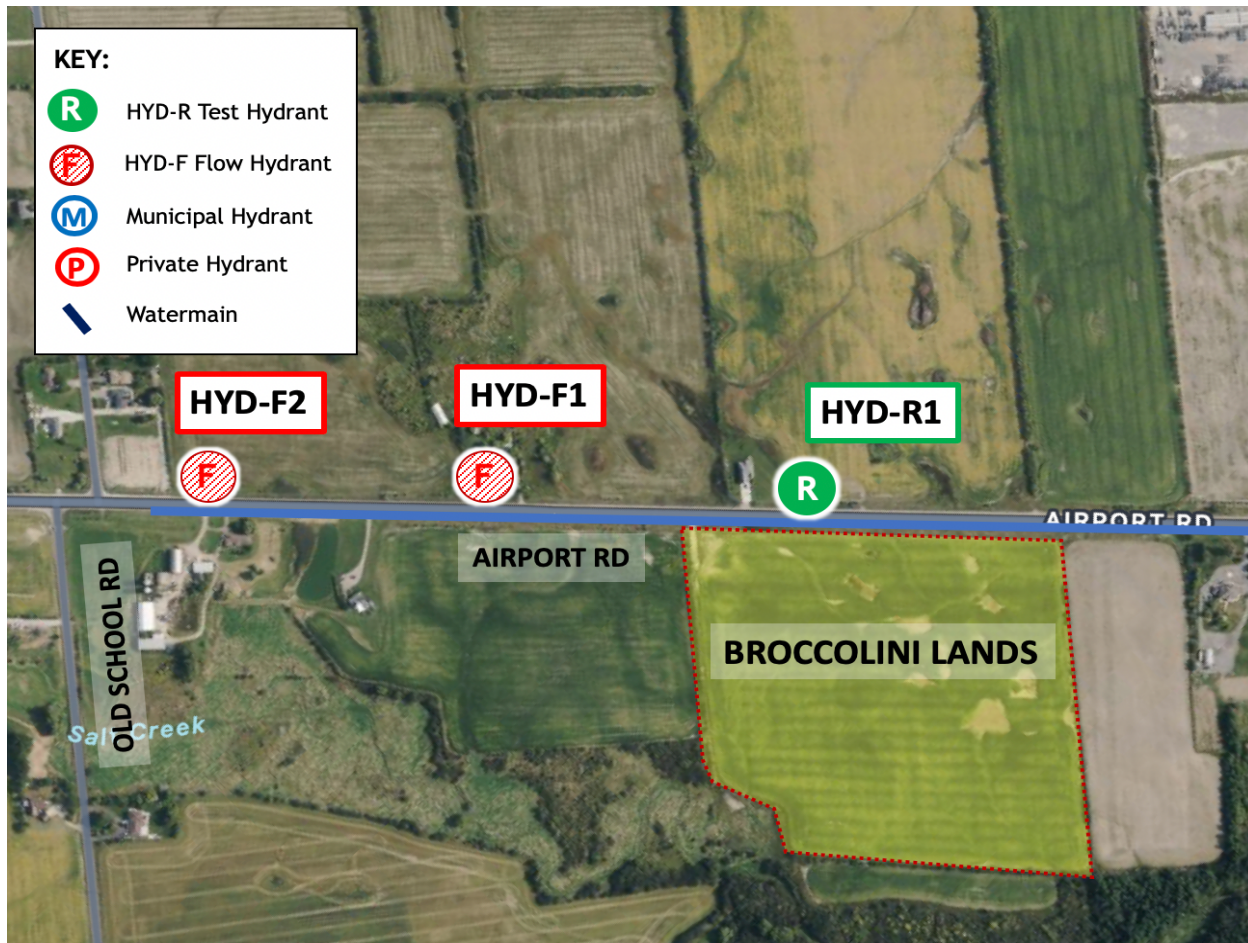 KEY:
R HYD-R Test Hydrant
F HYD-F Flow Hydrant
M Municipal Hydrant
P Private Hydrant
Watermain
HYD-F2
HYD-F1
HYD-R1
F
F
R
AIRPORT RD
AIRPORT RD
OLD SCHOOL RD
BROCCOLINI LANDS
Salt Creek